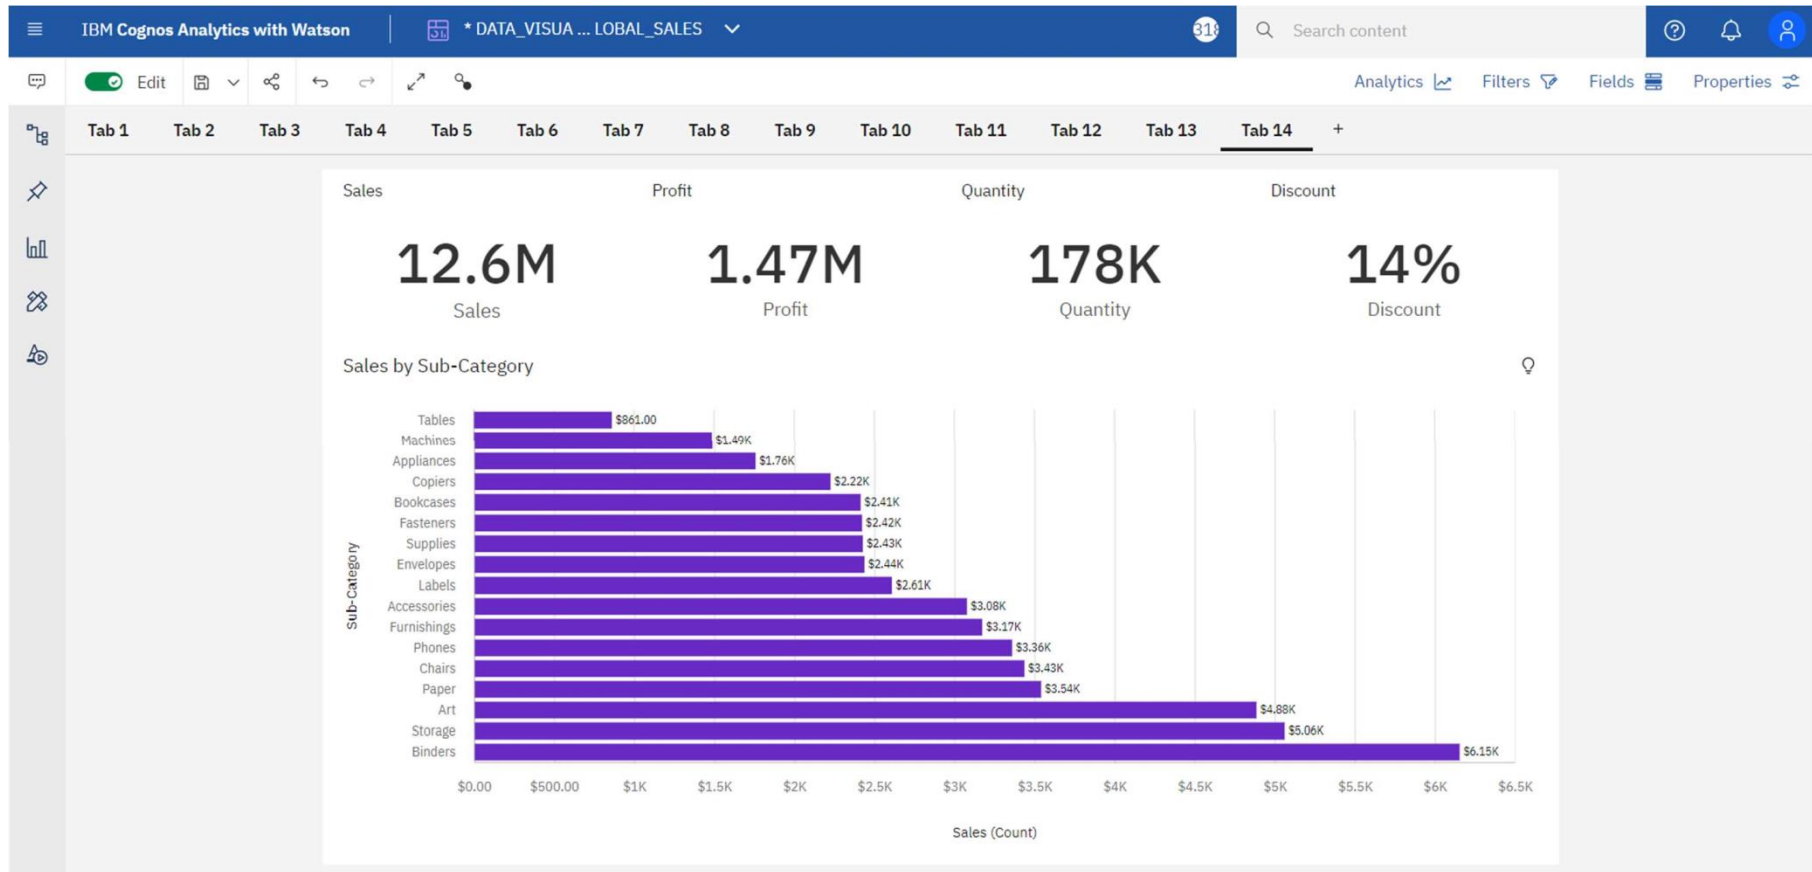 IBM Cognos Analytics with Watson
* DATA_VISUA ... LOBAL_SALES
318
Search content
Edit
Analytics
Filters
Fields
Properties
Tab 1
Tab 2
Tab 3
Tab 4
Tab 5
Tab 6
Tab 7
Tab 8
Tab 9
Tab 10
Tab 11
Tab 12
Tab 13
Tab 14
+
Sales
Profit
Quantity
Discount
12.6M
1.47M
178K
14%
Sales
Profit
Quantity
Discount
Sales by Sub-Category
Sub-Category
Tables $861.00
Machines $1.49K
Appliances $1.76K
Copiers $2.22K
Bookcases $2.41K
Fasteners $2.42K
Supplies $2.43K
Envelopes $2.44K
Labels $2.61K
Accessories $3.08K
Furnishings $3.17K
Phones $3.36K
Chairs $3.43K
Paper $3.54K
Art $4.88K
Storage $5.06K
Binders $6.15K
$0.00 $500.00 $1K $1.5K $2K $2.5K $3K $3.5K $4K $4.5K $5K $5.5K $6K $6.5K
Sales (Count)